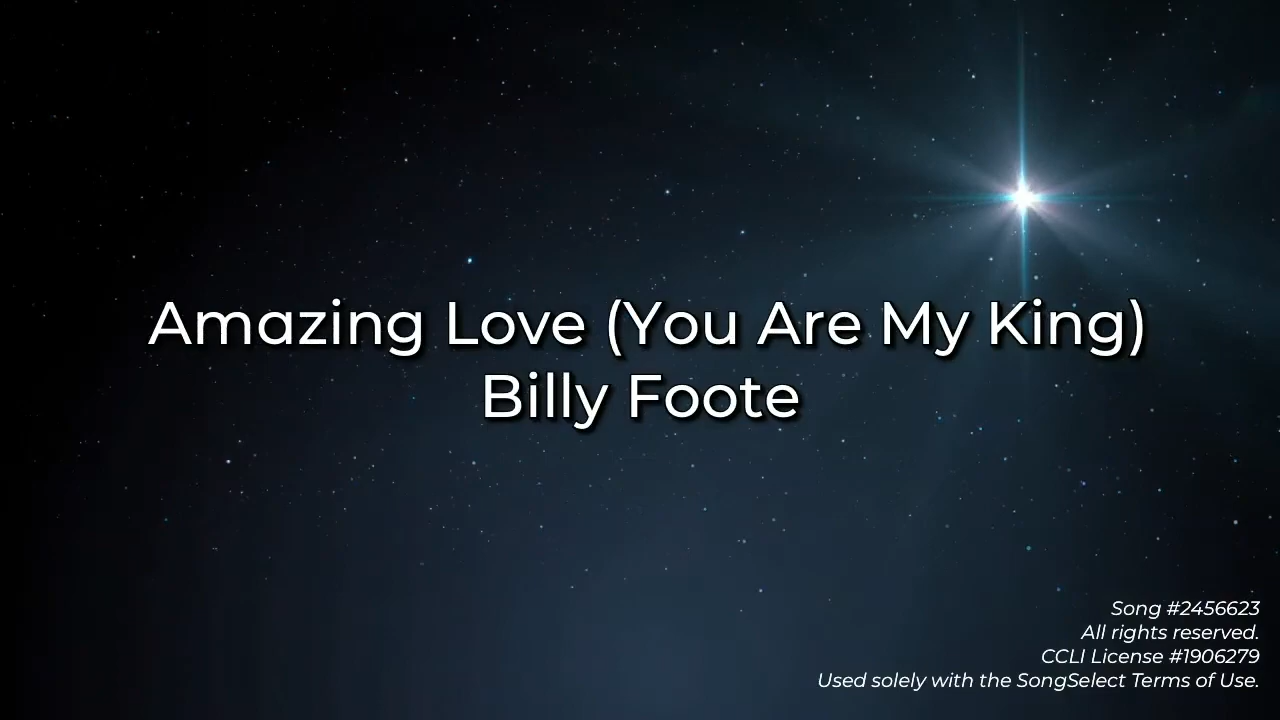 Amazing Love (You Are My King)
Billy Foote
Song #2456623
All rights reserved.
CCLI License #1906279
Used solely with the SongSelect Terms of Use.